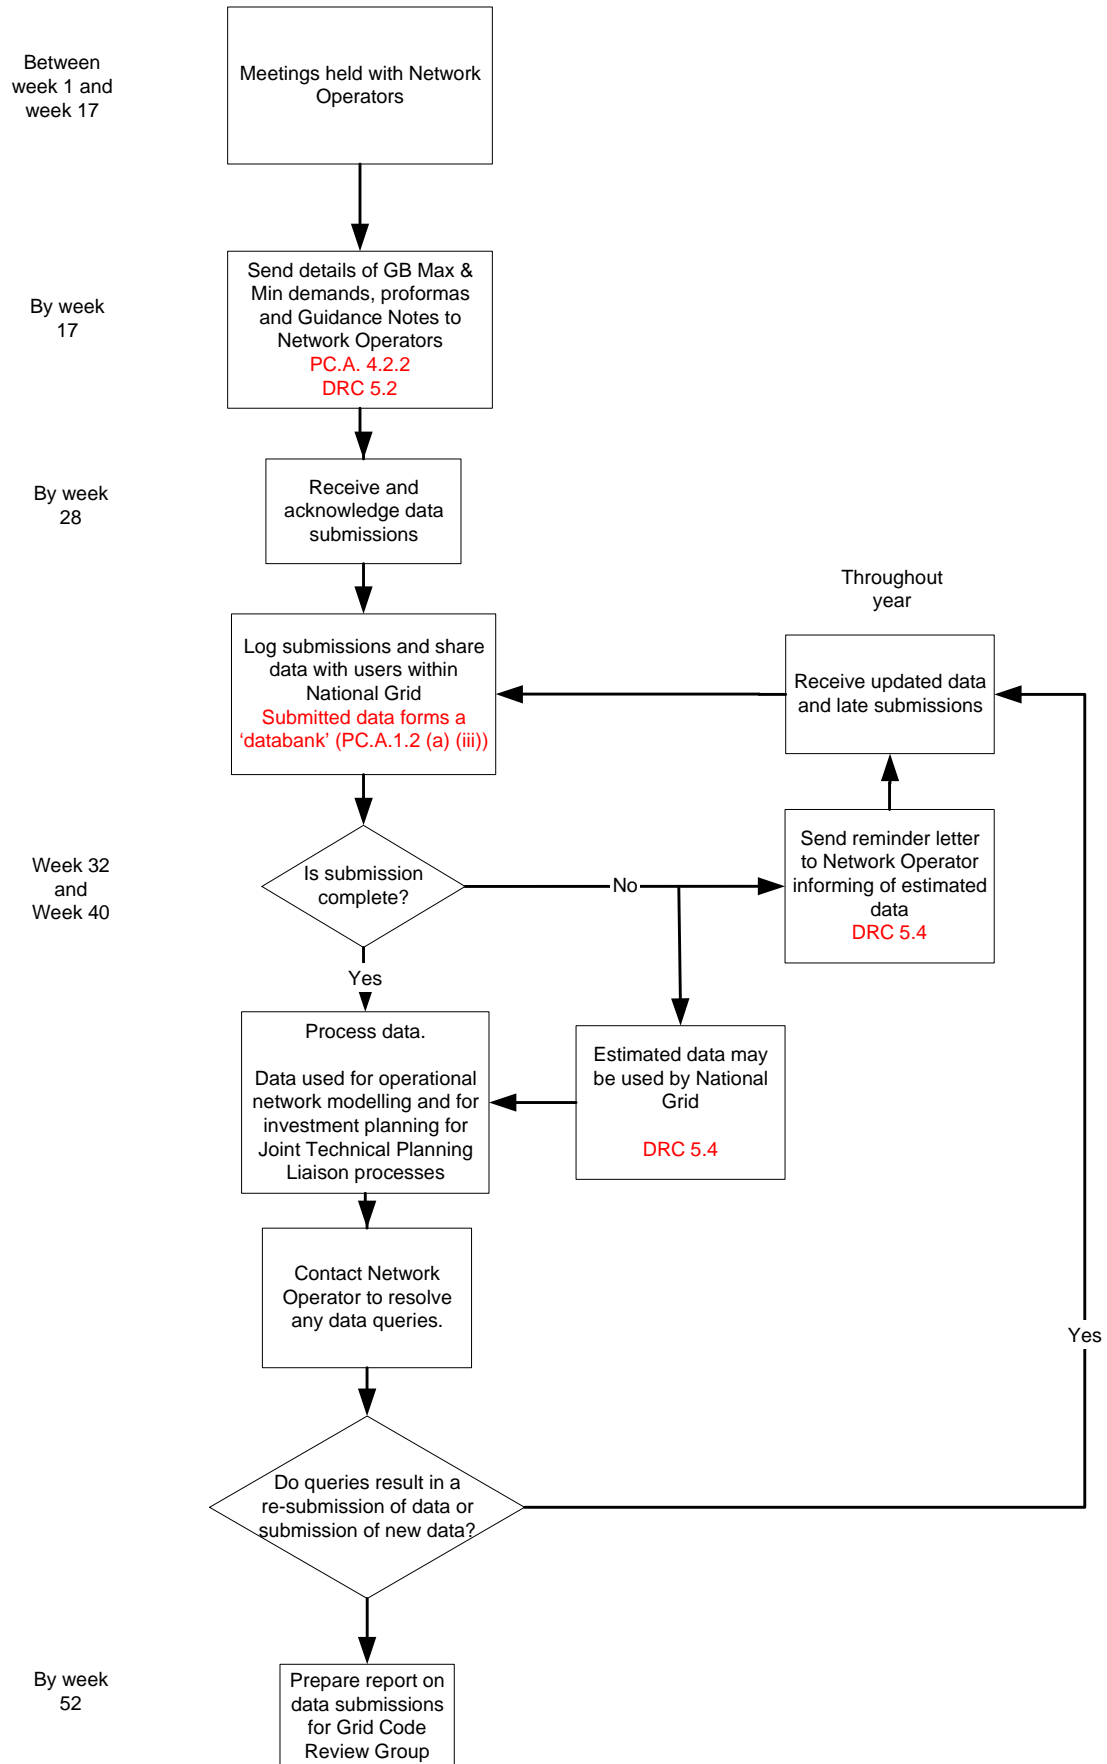 Between
week 1 and
week 17
Meetings held with Network
Operators
By week
17
Send details of GB Max &
Min demands, proformas
and Guidance Notes to
Network Operators
PC.A. 4.2.2
DRC 5.2
By week
28
Receive and
acknowledge data
submissions
Throughout
year
Log submissions and share
data with users within
National Grid
Submitted data forms a
‘databank’ (PC.A.1.2 (a) (iii))
Receive updated data
and late submissions
Week 32
and
Week 40
Is submission
complete?
No
Send reminder letter
to Network Operator
informing of estimated
data
DRC 5.4
Yes
Process data.
Data used for operational
network modelling and for
investment planning for
Joint Technical Planning
Liaison processes
Estimated data may
be used by National
Grid
DRC 5.4
Contact Network
Operator to resolve
any data queries.
Yes
Do queries result in a
re-submission of data or
submission of new data?
By week
52
Prepare report on
data submissions
for Grid Code
Review Group